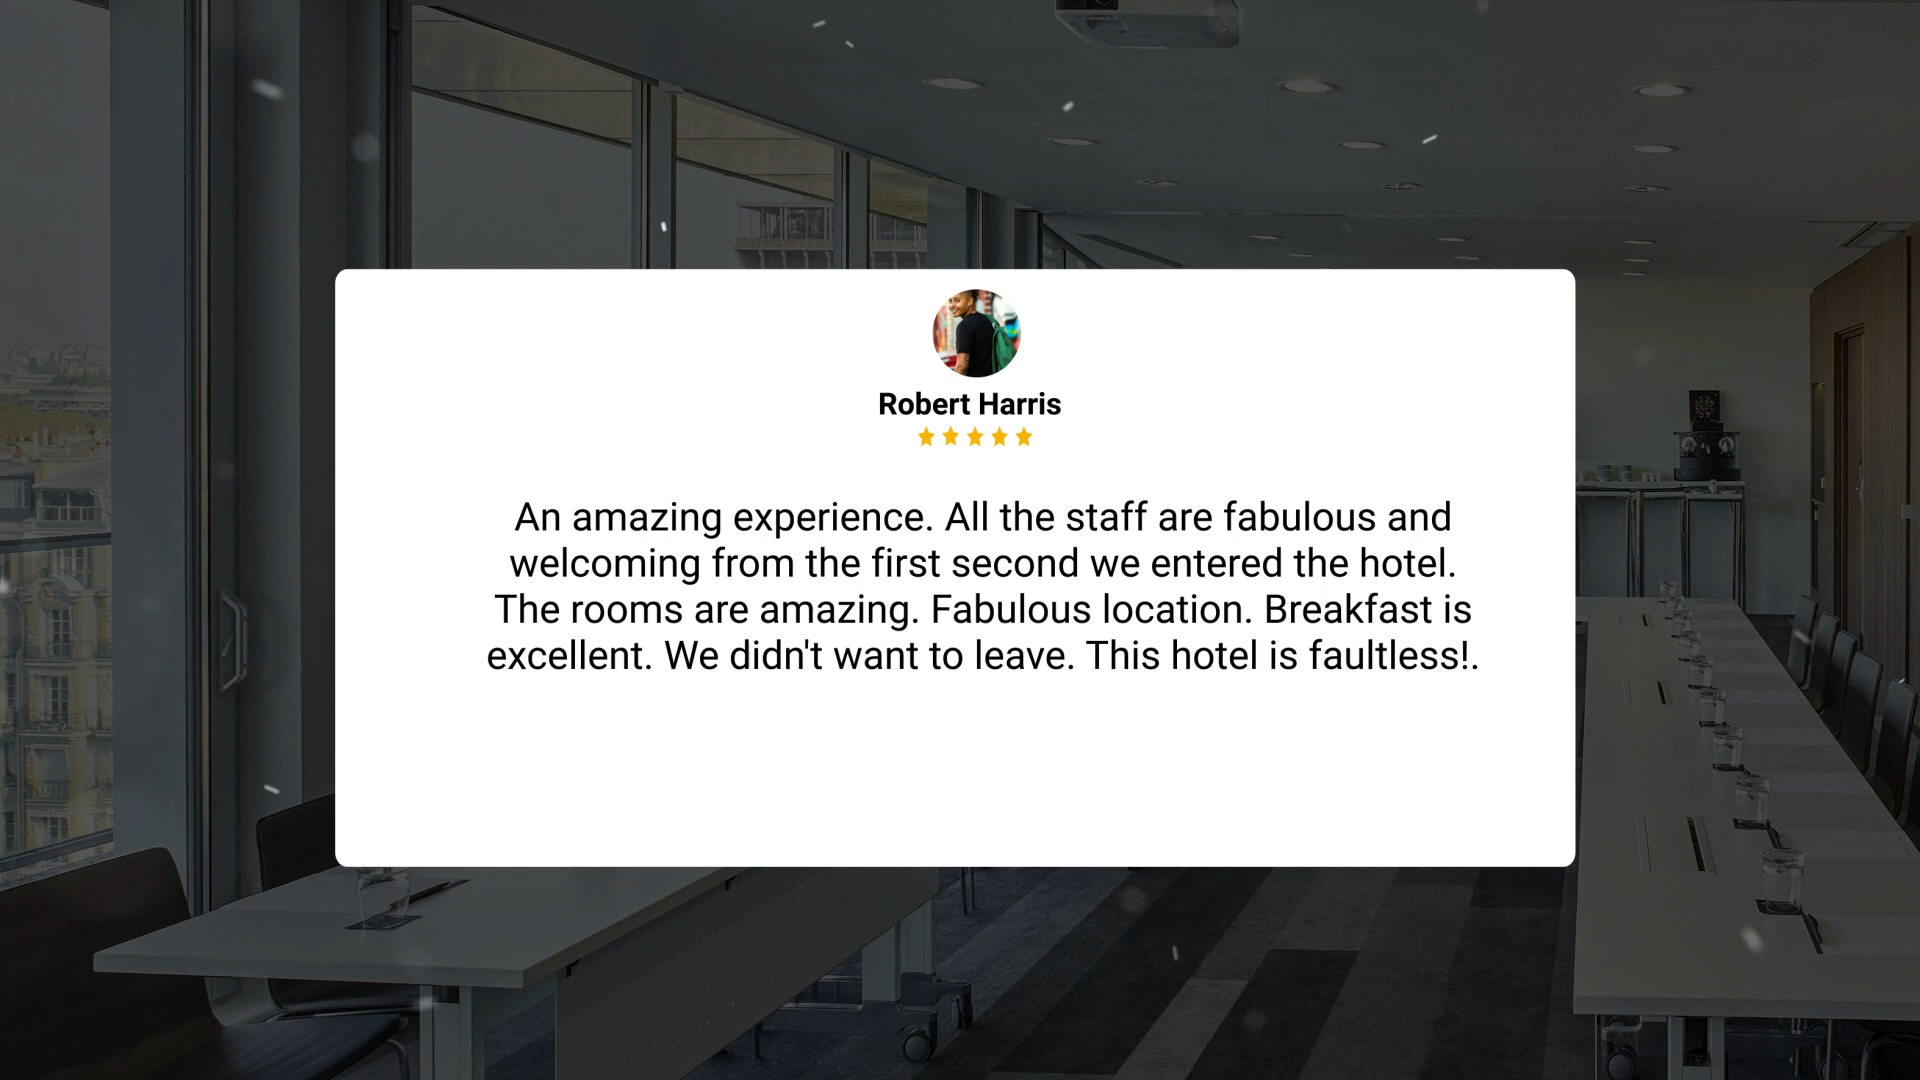 Robert Harris
An amazing experience. All the staff are fabulous and
welcoming from the first second we entered the hotel.
The rooms are amazing. Fabulous location. Breakfast is
excellent. We didn't want to leave. This hotel is faultless!.